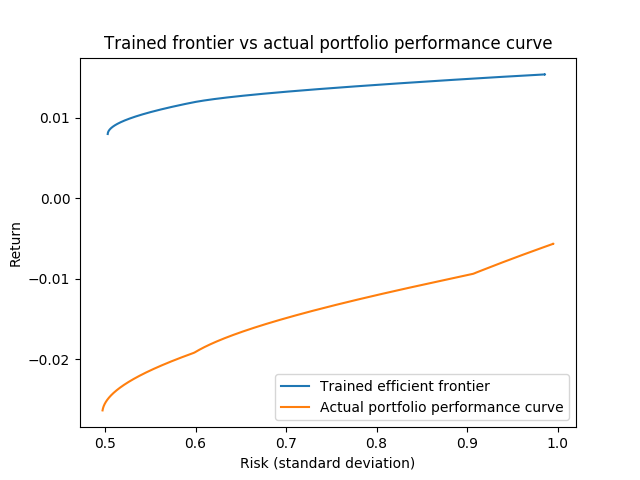 Trained frontier vs actual portfolio performance curve
0.01
0.00
−0.01
−0.02
Return
0.5 0.6 0.7 0.8 0.9 1.0
Risk (standard deviation)
Trained efficient frontier
Actual portfolio performance curve